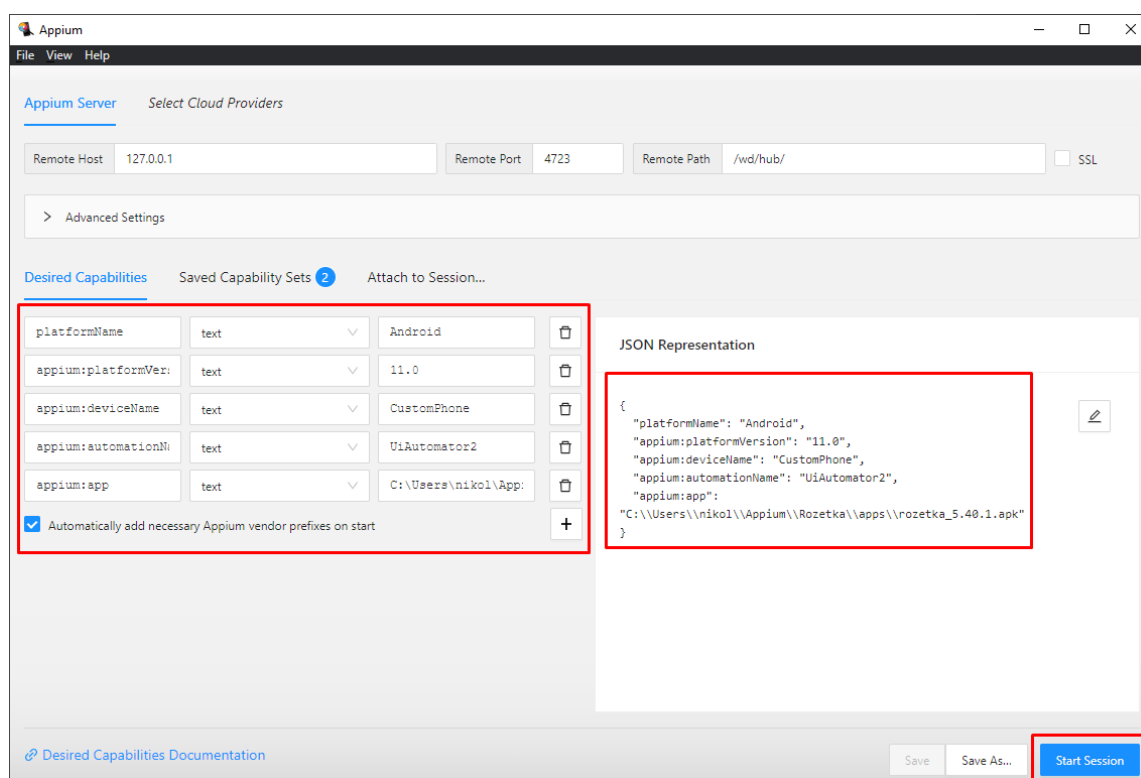 Appium
File View Help
Appium Server Select Cloud Providers
Remote Host 127.0.0.1 Remote Port 4723 Remote Path /wd/hub/ SSL
Advanced Settings
Desired Capabilities Saved Capability Sets 2 Attach to Session...
platformName text Android
appium:platformVer text 11.0
appium:deviceName text CustomPhone
appium:automationN text UiAutomator2
appium:app text C:\Users\nikol\App
Automatically add necessary Appium vendor prefixes on start
JSON Representation
{
"platformName": "Android",
"appium:platformVersion": "11.0",
"appium:deviceName": "CustomPhone",
"appium:automationName": "UiAutomator2",
"appium:app":
"C:\\Users\\nikol\\Appium\\Rozetka\\apps\\rozetka_5.40.1.apk"
}
Desired Capabilities Documentation Save Save As... Start Session